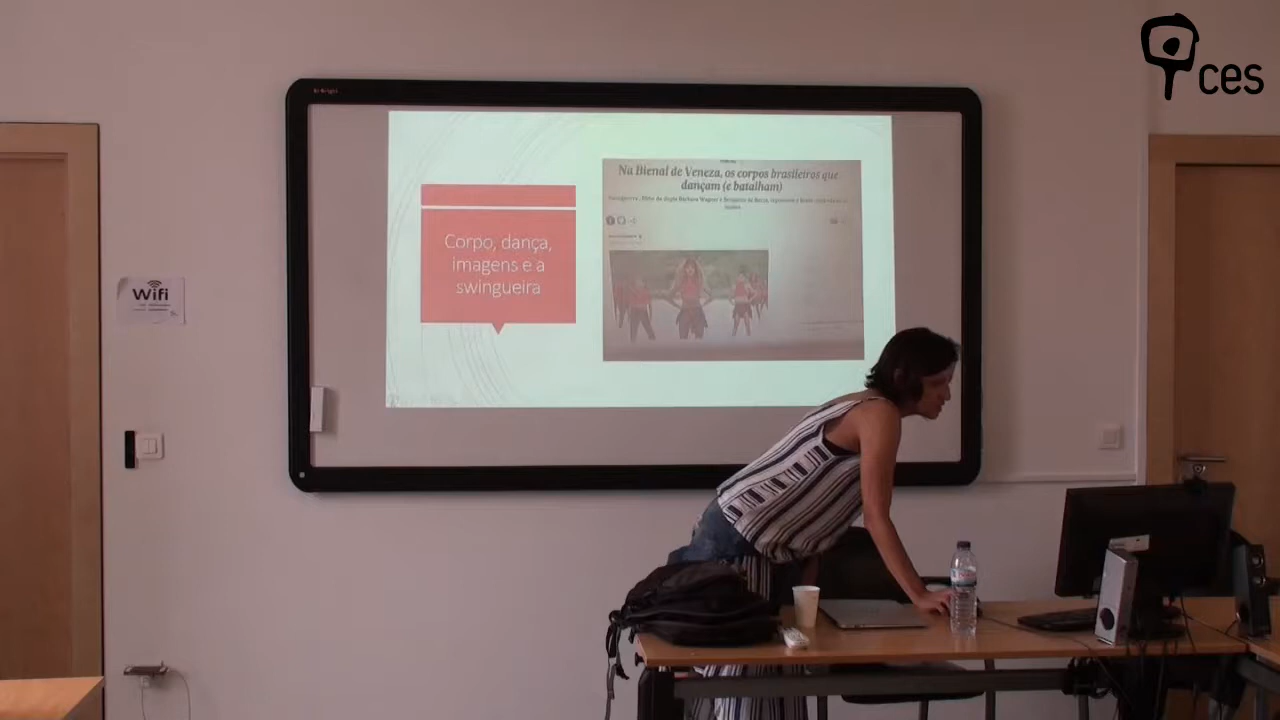 ces
Na Bienal de Veneza, os corpos brasileiros que
dançam (e batalham)
Corpo, dança,
imagens e a
swingueira
Wifi